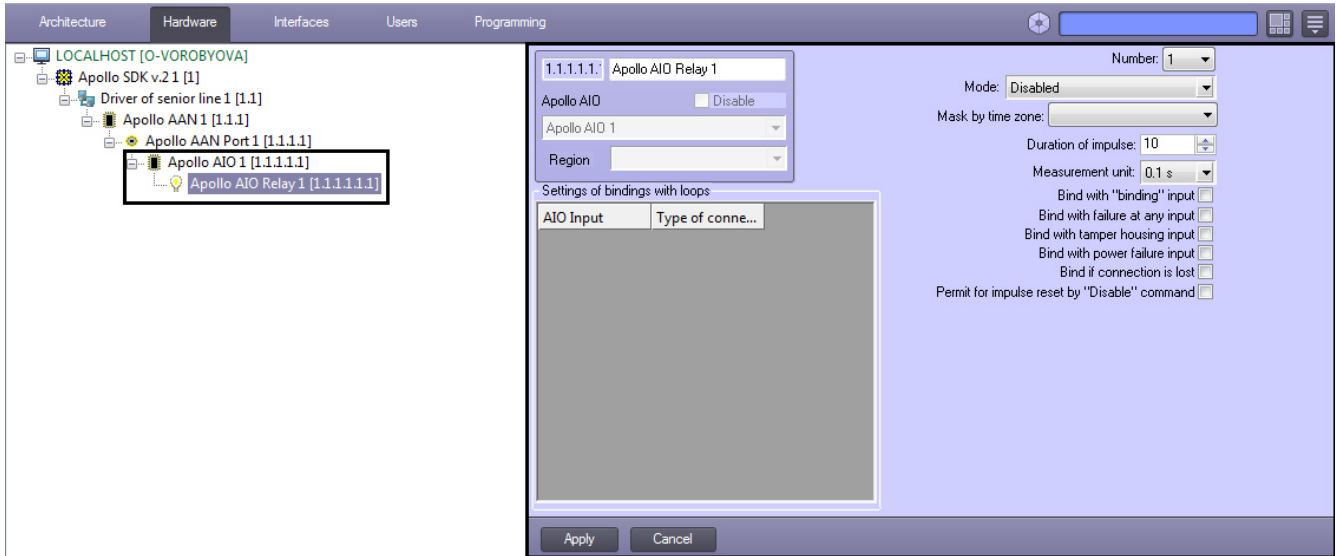 Architecture Hardware Interfaces Users Programming
LOCALHOST [O-VOROBYOVA]
Apollo SDK v.2 1 [1]
Driver of senior line 1 [1.1]
Apollo AAN 1 [1.1.1]
Apollo AAN Port 1 [1.1.1.1]
Apollo AIO 1 [1.1.1.1.1]
Apollo AIO Relay 1 [1.1.1.1.1.1]
1.1.1.1.1.' Apollo AIO Relay 1
Apollo AIO Disable
Apollo AIO 1
Region
Settings of bindings with loops
AIO Input Type of conne...
Number: 1
Mode: Disabled
Mask by time zone:
Duration of impulse: 10
Measurement unit: 0.1 s
Bind with "binding" input
Bind with failure at any input
Bind with tamper housing input
Bind with power failure input
Bind if connection is lost
Permit for impulse reset by "Disable" command
Apply Cancel